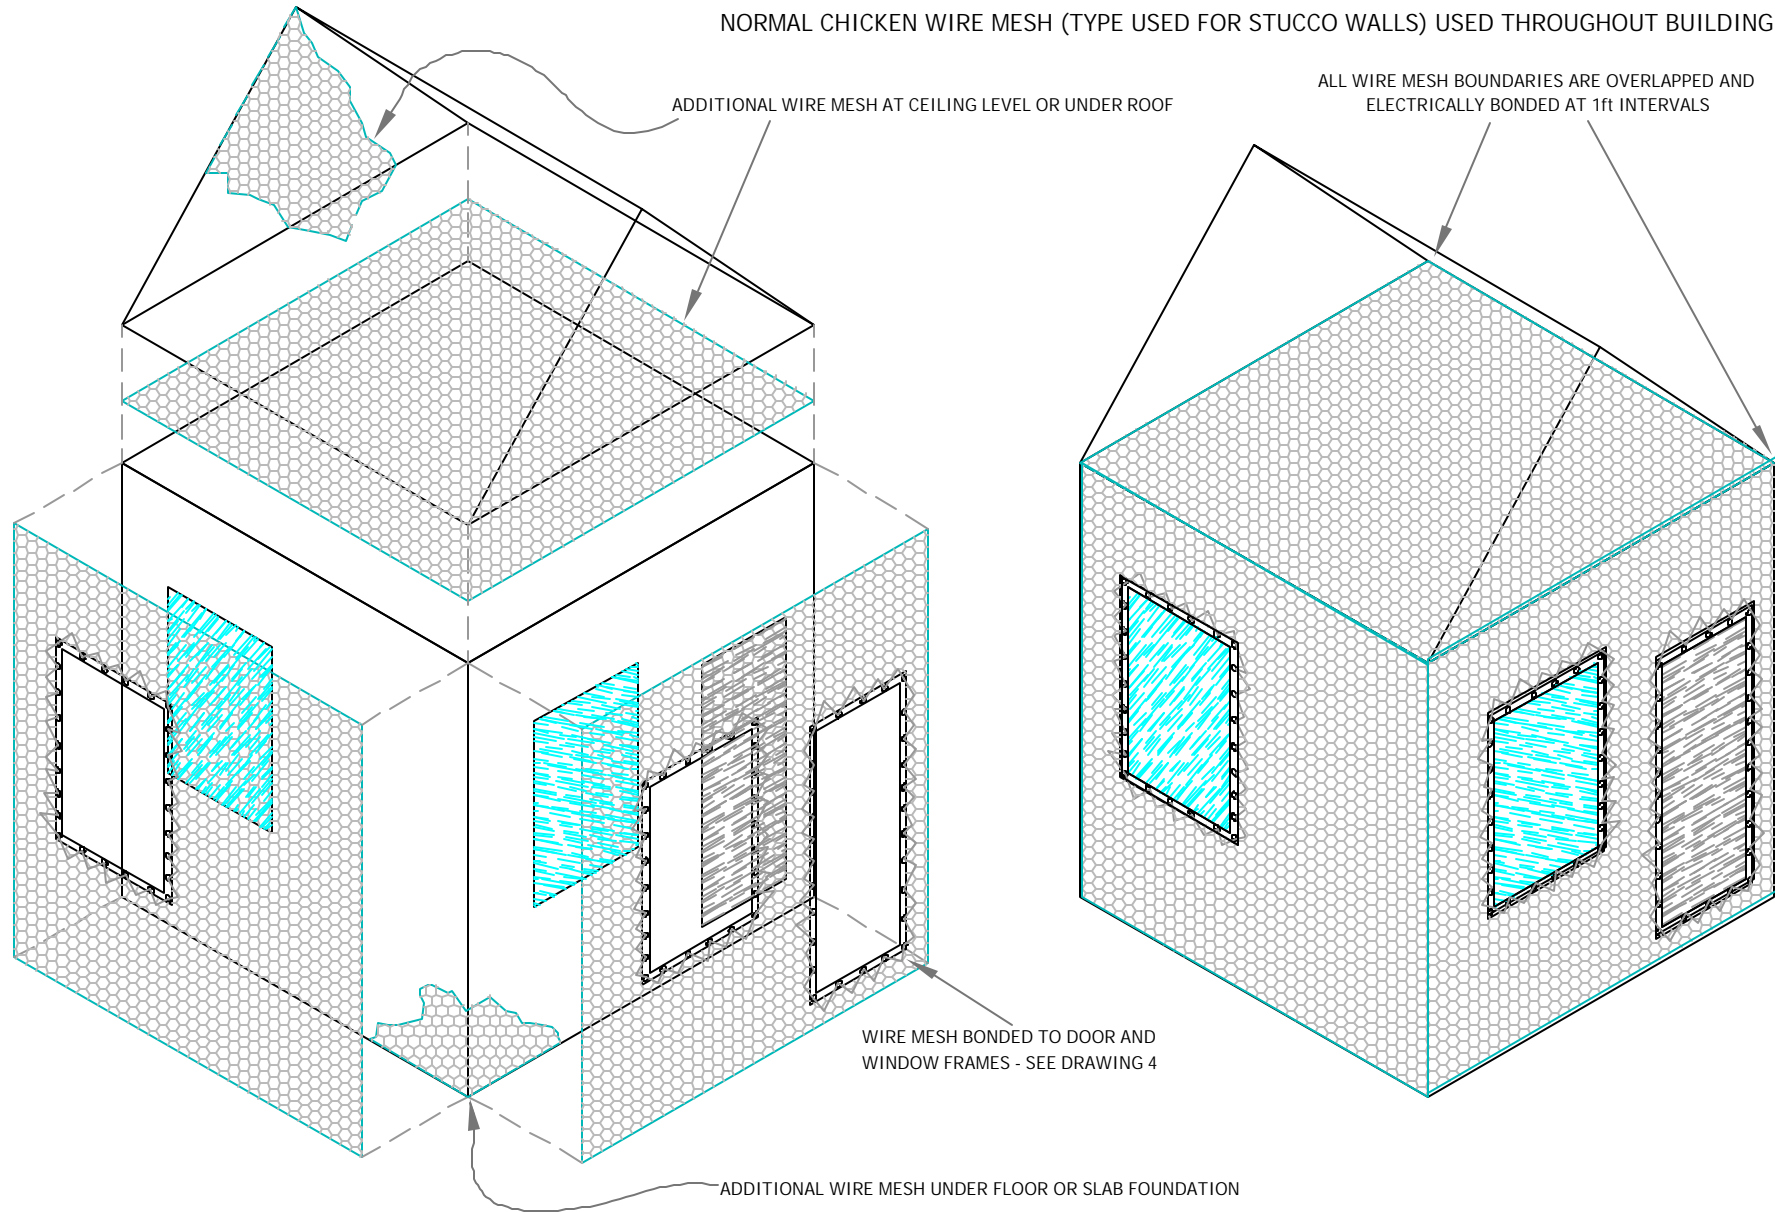 NORMAL CHICKEN WIRE MESH (TYPE USED FOR STUCCO WALLS) USED THROUGHOUT BUILDING
ALL WIRE MESH BOUNDARIES ARE OVERLAPPED AND
ELECTRICALLY BONDED AT 1ft INTERVALS
ADDITIONAL WIRE MESH AT CEILING LEVEL OR UNDER ROOF
WIRE MESH BONDED TO DOOR AND
WINDOW FRAMES - SEE DRAWING 4
ADDITIONAL WIRE MESH UNDER FLOOR OR SLAB FOUNDATION